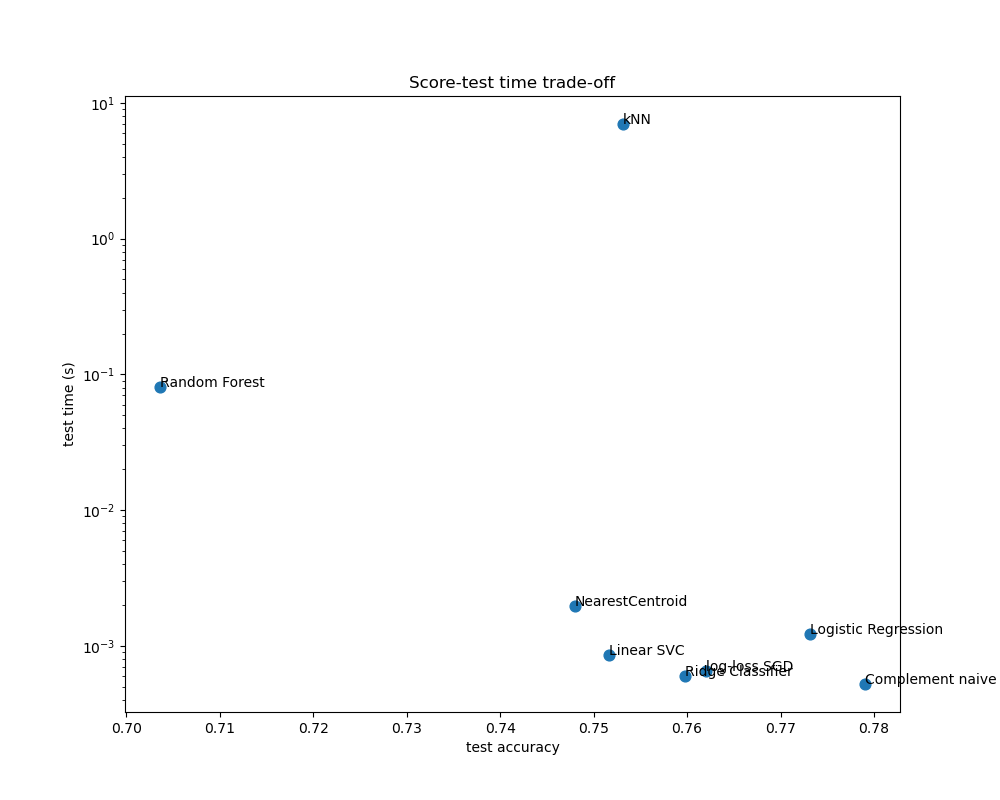 Score-test time trade-off
10¹
kNN
10⁰
10⁻¹
Random Forest
test time (s)
10⁻²
NearestCentroid
Logistic Regression
10⁻³
Linear SVC
log-loss SGD
Ridge Classifier
Complement naive
0.70 0.71 0.72 0.73 0.74 0.75 0.76 0.77 0.78
test accuracy